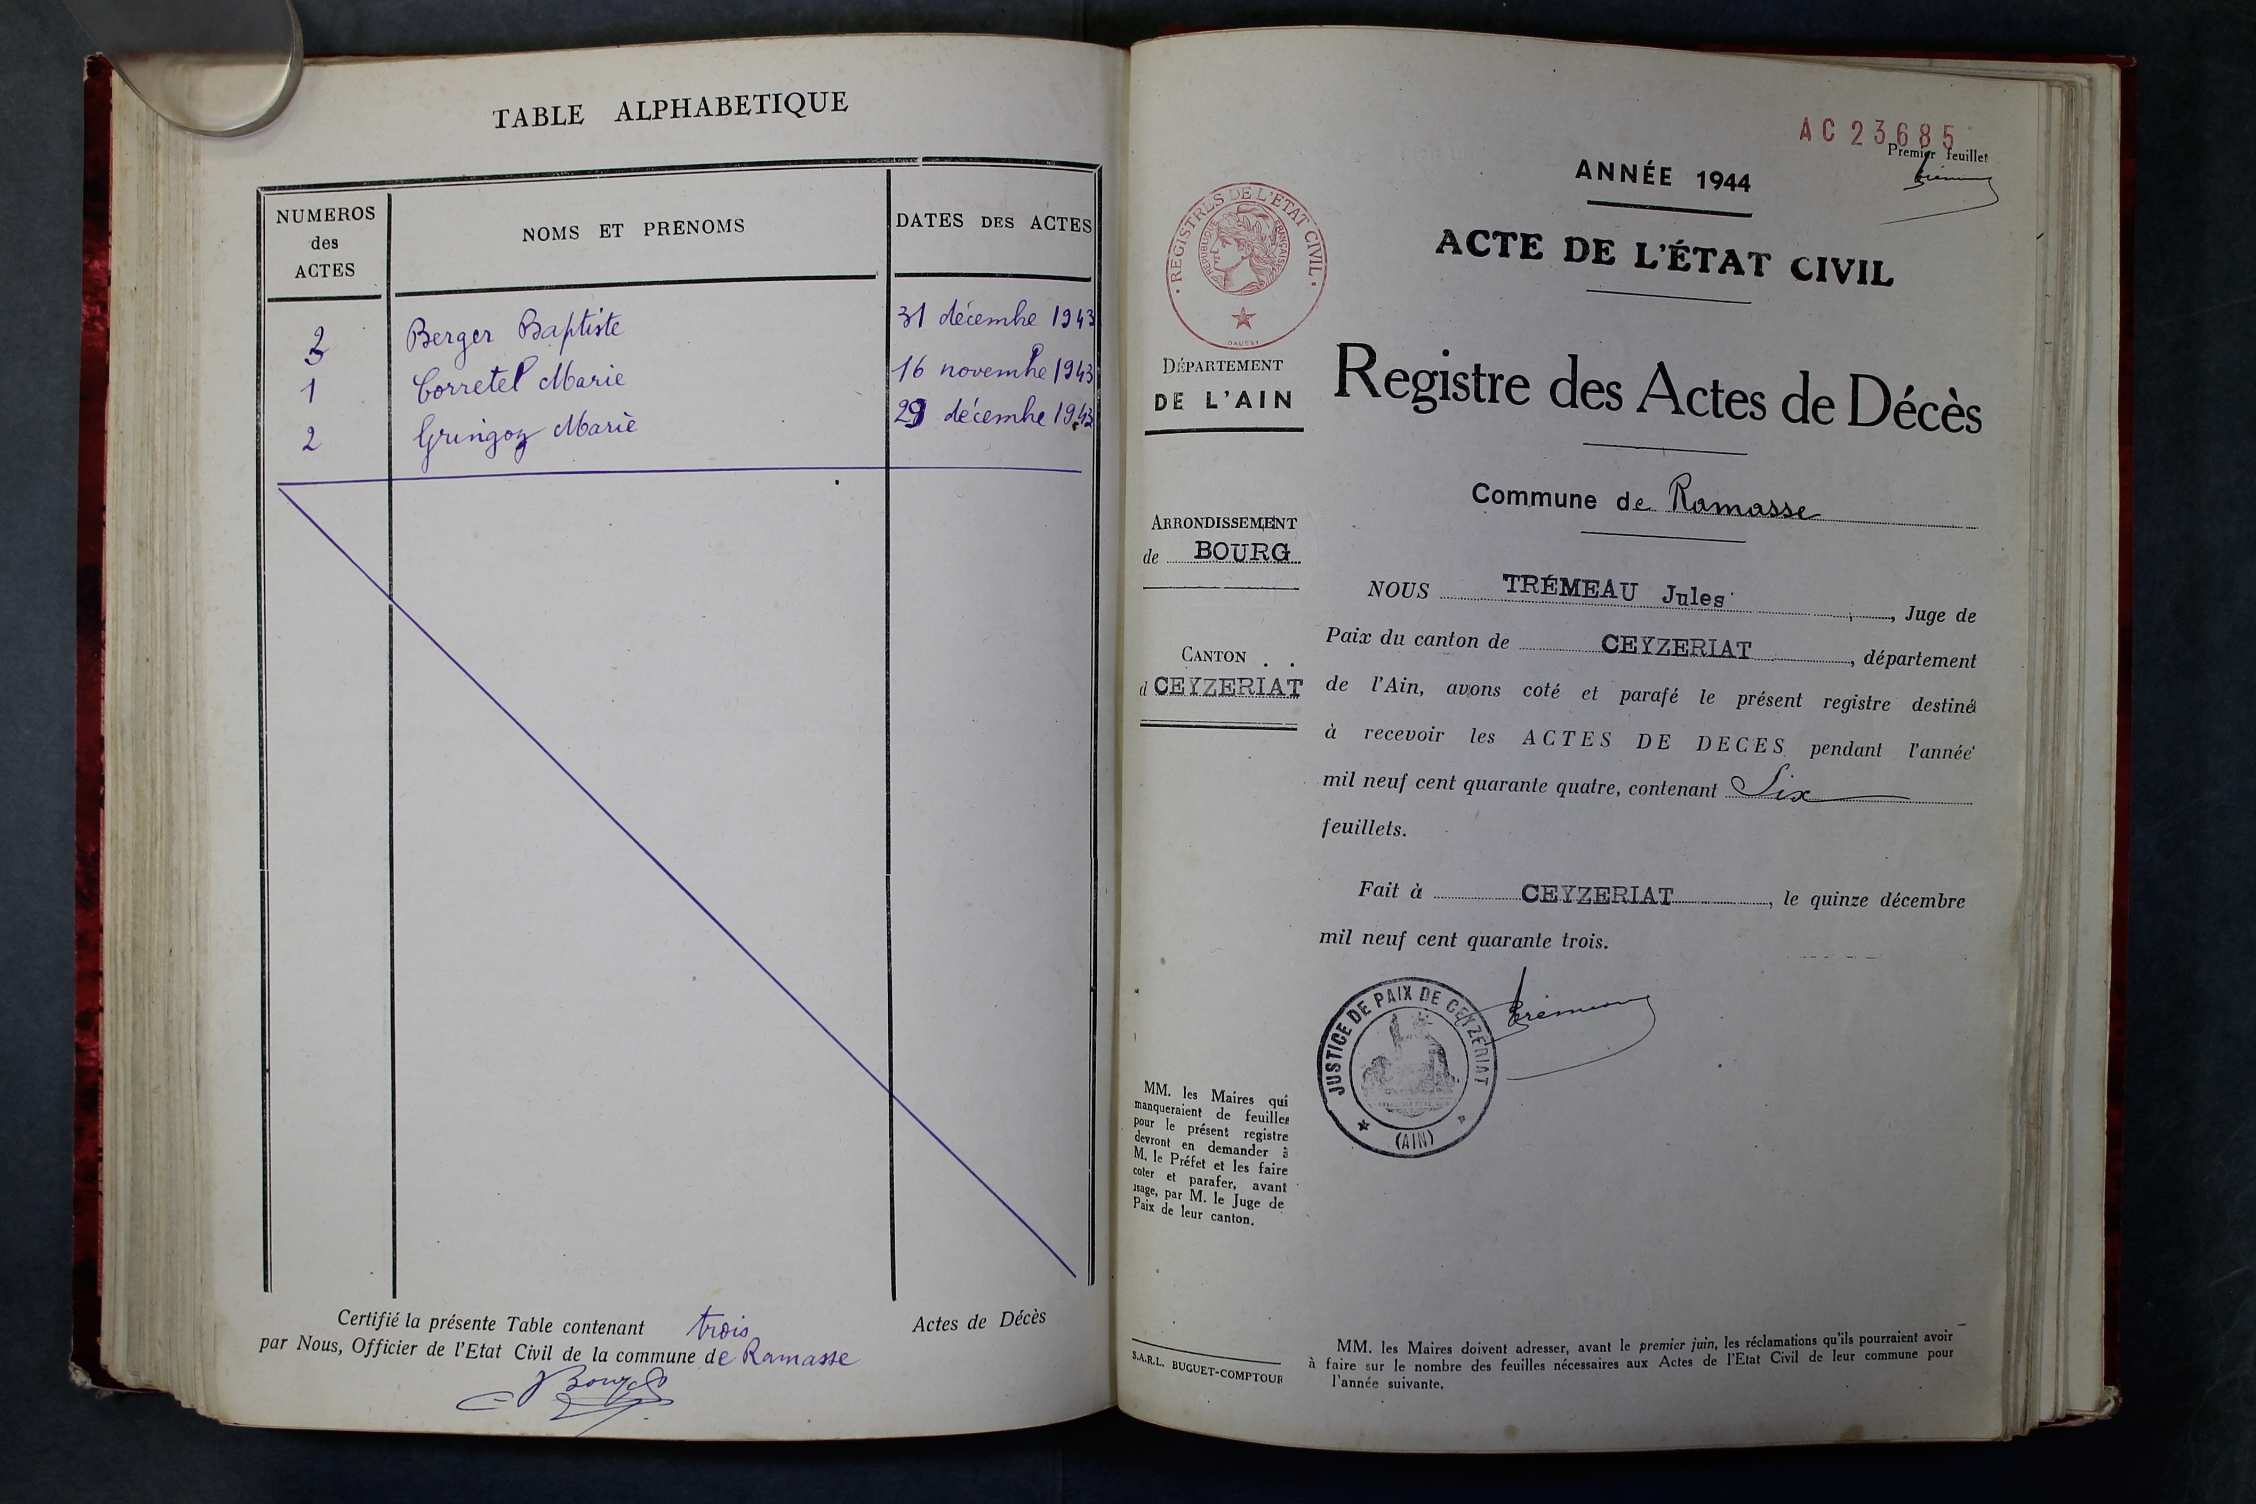 TABLE ALPHABETIQUE
NUMEROS des ACTES
NOMS ET PRENOMS
DATES DES ACTES
3 Berger Baptiste 31 décembre 1943
1 Corretel Marie 16 novembre 1943
2 Gringoz Marie 29 décembre 1943
Certifié la présente Table contenant trois Actes de Décès
par Nous, Officier de l'Etat Civil de la commune de Ramasse
AC 23685
Premier feuillet
ANNÉE 1944
ACTE DE L'ÉTAT CIVIL
• REGISTRES DE L'ETAT CIVIL •
REPUBLIQUE FRANÇAISE
Registre des Actes de Décès
DÉPARTEMENT
DE L'AIN
Commune de Ramasse
ARRONDISSEMENT
de BOURG
CANTON
d CEYZERIAT
NOUS TRÉMEAU Jules, Juge de
Paix du canton de CEYZERIAT, département
de l'Ain, avons coté et parafé le présent registre destiné
à recevoir les ACTES DE DECES pendant l'année
mil neuf cent quarante quatre, contenant Six
feuillets.
Fait à CEYZERIAT, le quinze décembre
mil neuf cent quarante trois.
JUSTICE DE PAIX DE CEYZERIAT
(AIN)
MM. les Maires qui
manqueraient de feuilles
pour le présent registre
devront en demander à
M. le Préfet et les faire
coter et parafer, avant
usage, par M. le Juge de
Paix de leur canton.
S.A.R.L. BUGUET-COMPTOUR
MM. les Maires doivent adresser, avant le premier juin, les réclamations qu'ils pourraient avoir
à faire sur le nombre des feuilles nécessaires aux Actes de l'Etat Civil de leur commune pour
l'année suivante.